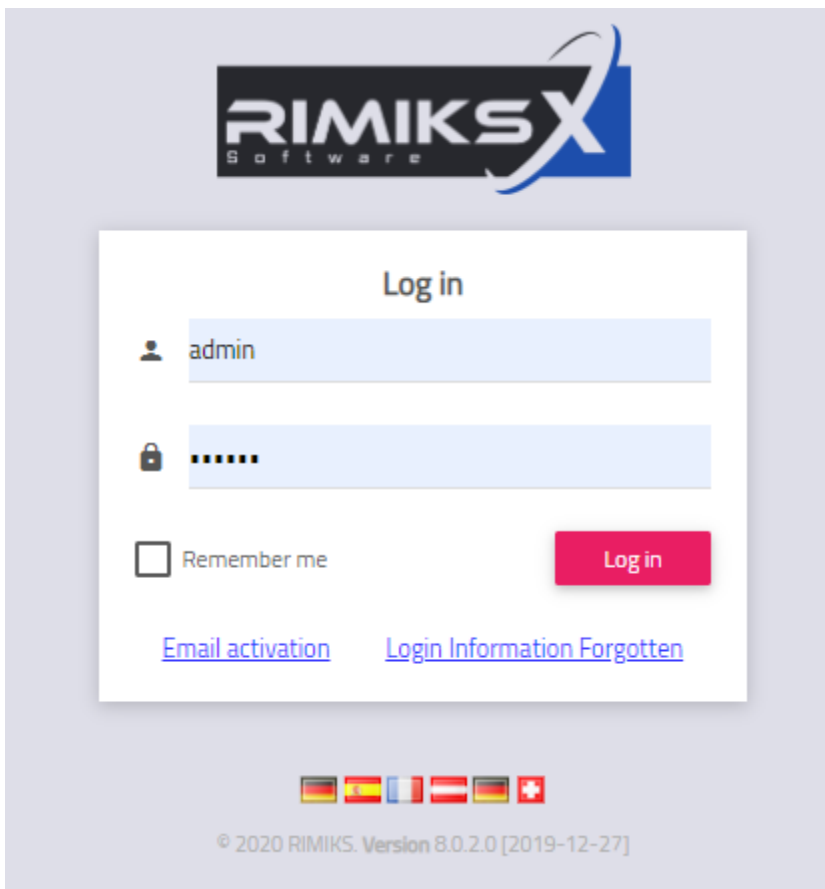 RIMIKSX
Software
Log in
admin
Remember me
Log in
Email activation
Login Information Forgotten
© 2020 RIMIKS. Version 8.0.2.0 [2019-12-27]